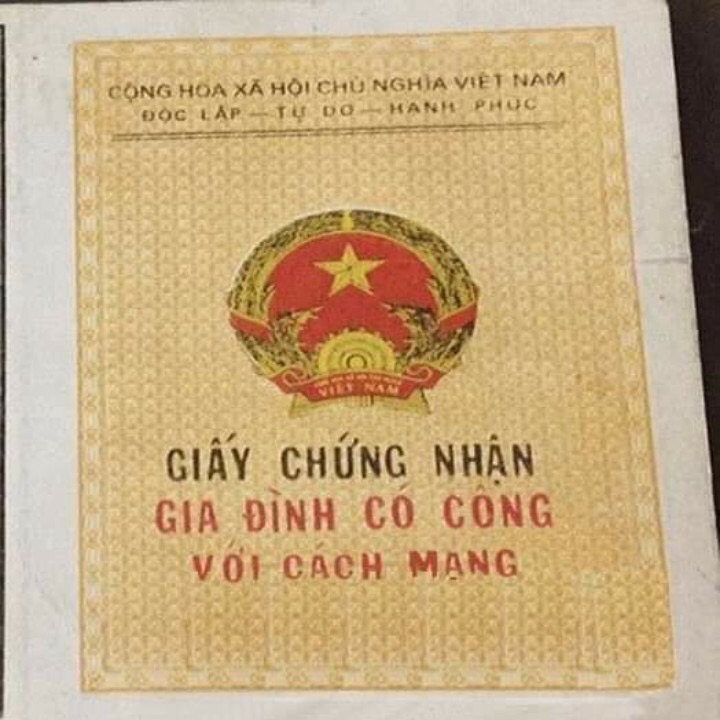 CỘNG HÒA XÃ HỘI CHỦ NGHĨA VIỆT NAM
ĐỘC LẬP — TỰ DO — HẠNH PHÚC
VIỆT NAM
GIẤY CHỨNG NHẬN
GIA ĐÌNH CÓ CÔNG
VỚI CÁCH MẠNG